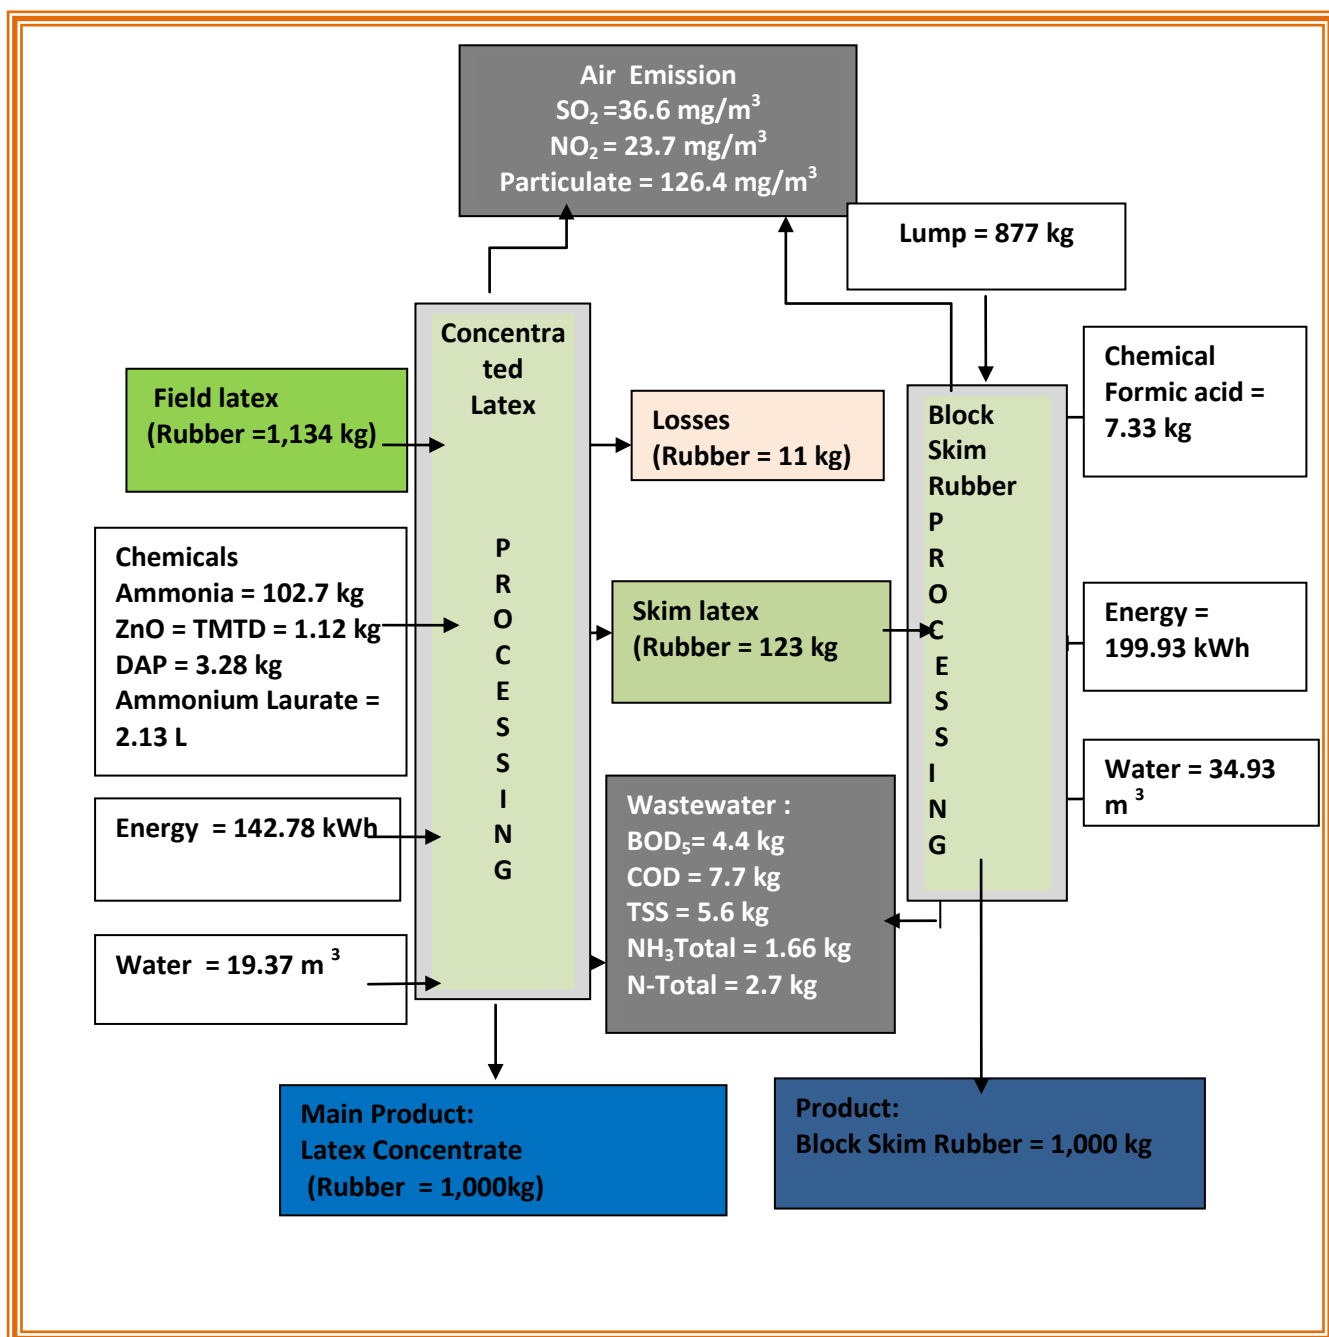 Air Emission
SO₂ =36.6 mg/m³
NO₂ = 23.7 mg/m³
Particulate = 126.4 mg/m³
Lump = 877 kg
Concentra
ted
Latex
P
R
O
C
E
S
S
I
N
G
Field latex
(Rubber =1,134 kg)
Losses
(Rubber = 11 kg)
Block
Skim
Rubber
P
R
O
C
E
S
S
I
N
G
Chemical
Formic acid =
7.33 kg
Chemicals
Ammonia = 102.7 kg
ZnO = TMTD = 1.12 kg
DAP = 3.28 kg
Ammonium Laurate =
2.13 L
Skim latex
(Rubber = 123 kg
Energy =
199.93 kWh
Energy = 142.78 kWh
Wastewater :
BOD₅= 4.4 kg
COD = 7.7 kg
TSS = 5.6 kg
NH₃Total = 1.66 kg
N-Total = 2.7 kg
Water = 34.93
m ³
Water = 19.37 m ³
Main Product:
Latex Concentrate
(Rubber = 1,000kg)
Product:
Block Skim Rubber = 1,000 kg